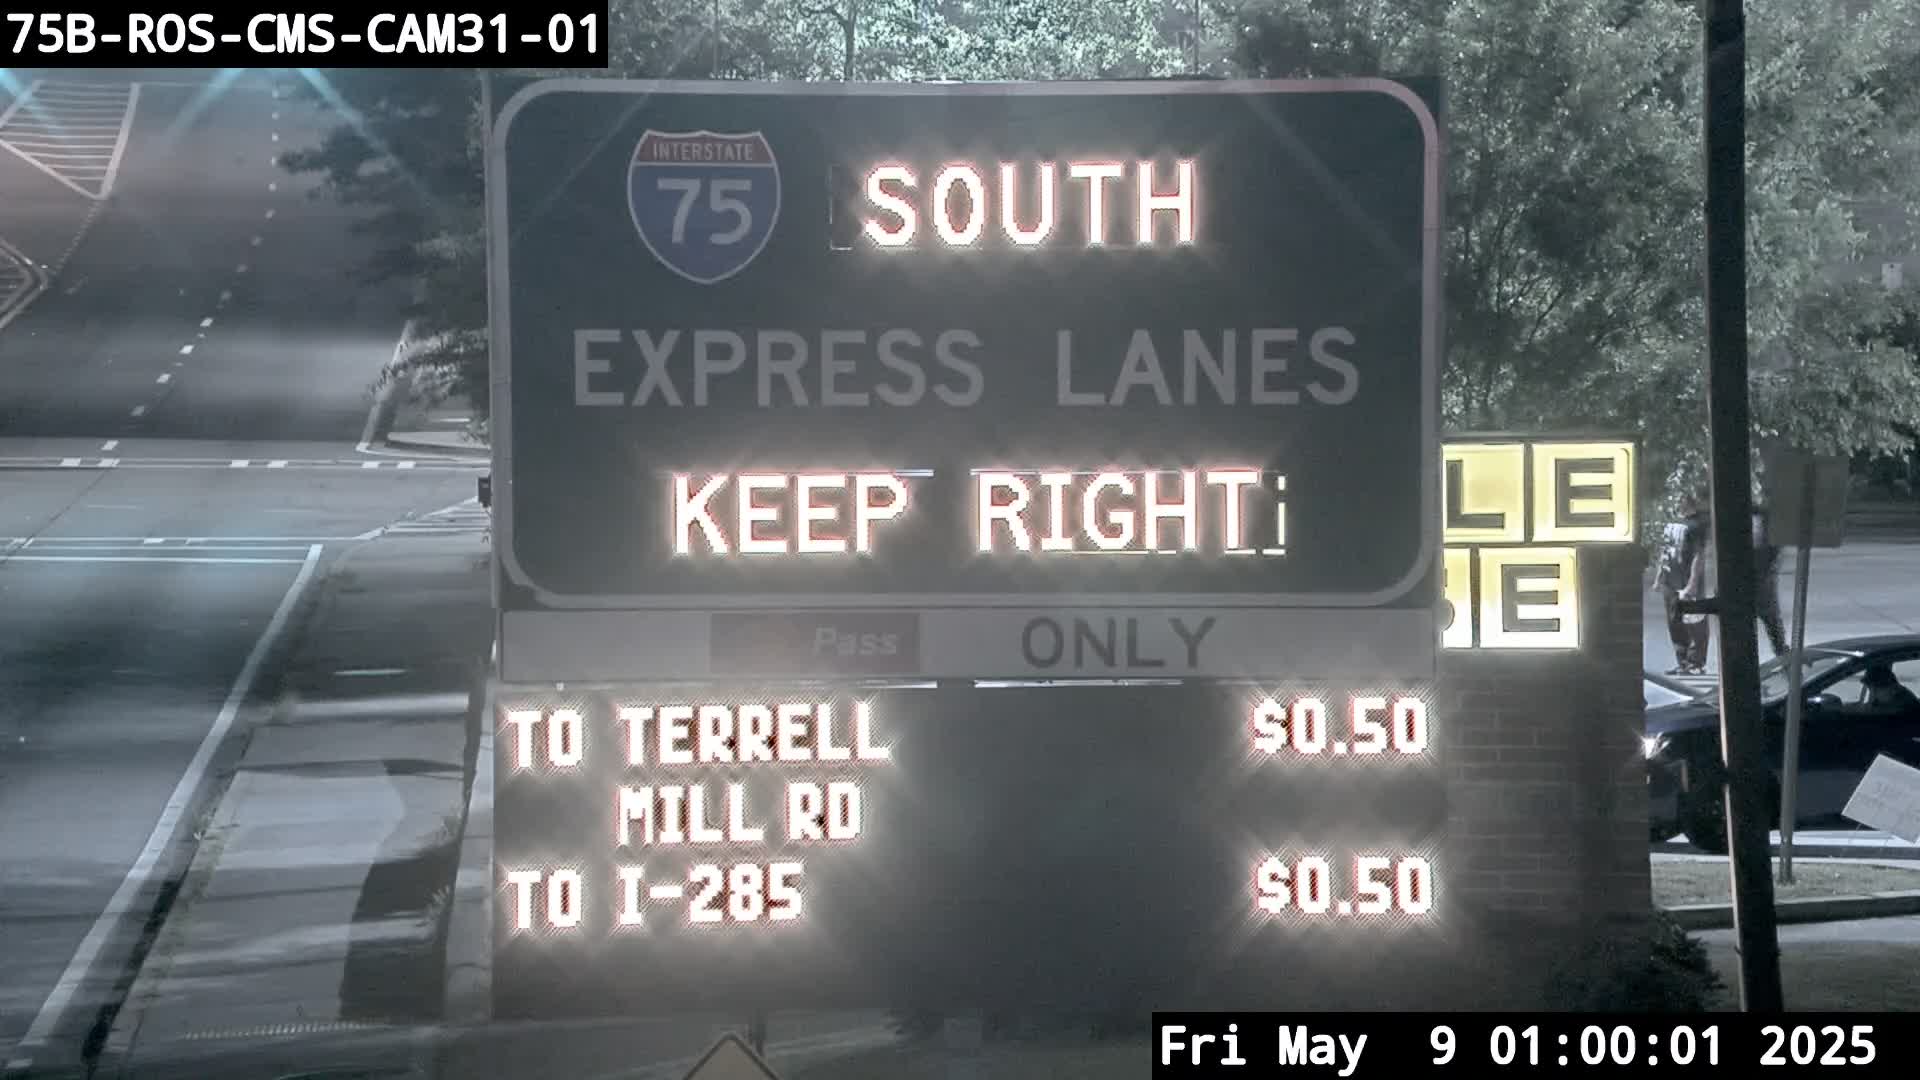 75B-ROS-CMS-CAM31-01
INTERSTATE
75
SOUTH
EXPRESS LANES
KEEP RIGHT
Pass ONLY
TO TERRELL $0.50
MILL RD
TO I-285 $0.50
LE
E
Fri May 9 01:00:01 2025